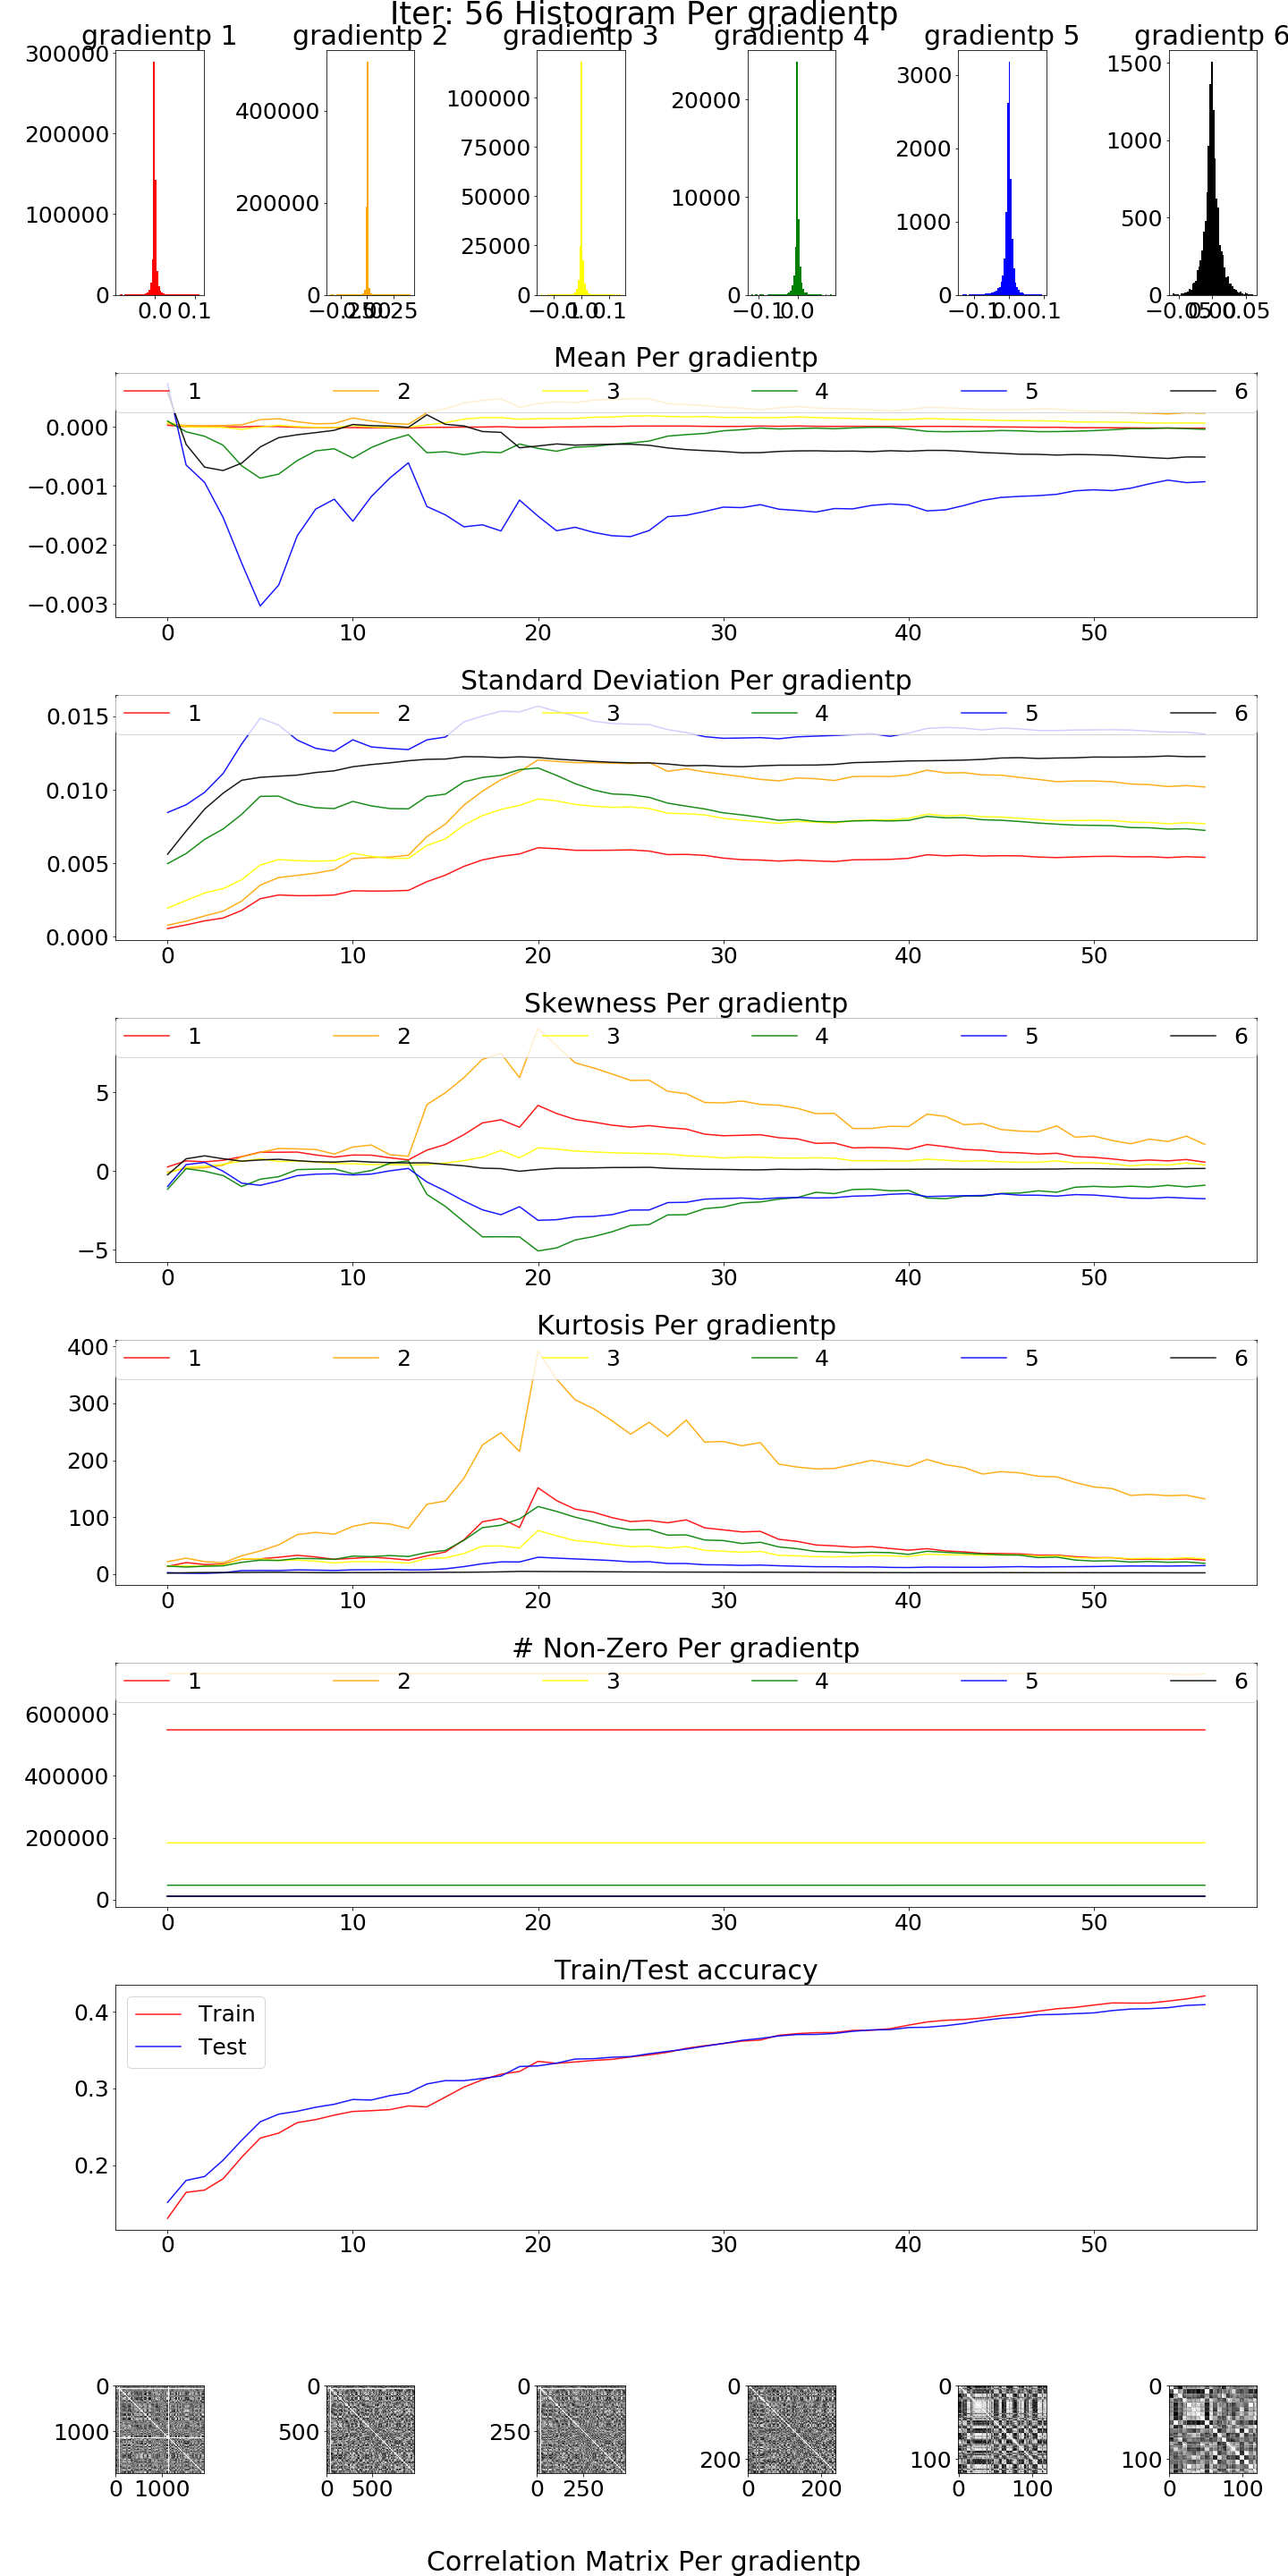 Iter: 56 Histogram Per gradientp
gradientp 1 gradientp 2 gradientp 3 gradientp 4 gradientp 5 gradientp 6
300000
200000
100000
0
0.0 0.1
400000
200000
0
−0.25 0.00 0.25
100000
75000
50000
25000
0
−0.1 0.0 0.1
20000
10000
0
−0.1 0.0
3000
2000
1000
0
−0.1 0.0 0.1
1500
1000
500
0
−0.05 0.00 0.05
Mean Per gradientp
1 2 3 4 5 6
0.000
−0.001
−0.002
−0.003
0 10 20 30 40 50
Standard Deviation Per gradientp
1 2 3 4 5 6
0.015
0.010
0.005
0.000
0 10 20 30 40 50
Skewness Per gradientp
1 2 3 4 5 6
5
0
−5
0 10 20 30 40 50
Kurtosis Per gradientp
1 2 3 4 5 6
400
300
200
100
0
0 10 20 30 40 50
# Non-Zero Per gradientp
1 2 3 4 5 6
600000
400000
200000
0
0 10 20 30 40 50
Train/Test accuracy
Train
Test
0.4
0.3
0.2
0 10 20 30 40 50
0
1000
0 1000
0
500
0 500
0
250
0 250
0
200
0 200
0
100
0 100
0
100
0 100
Correlation Matrix Per gradientp